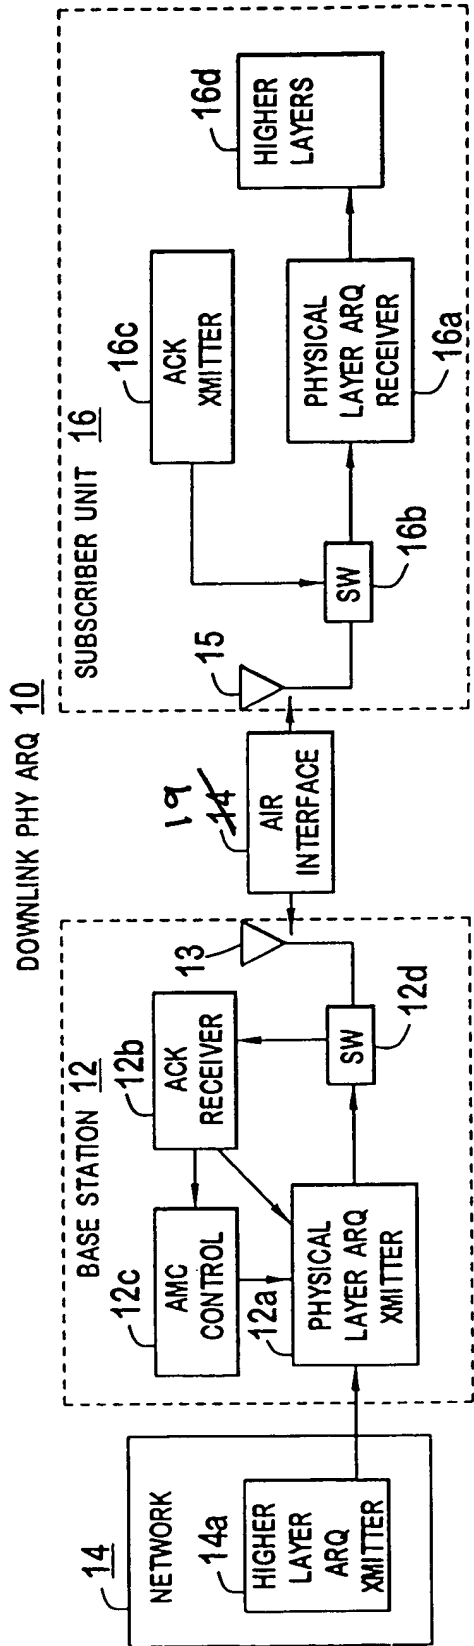 DOWNLINK PHY ARQ 10
14
NETWORK
14a
HIGHER
LAYER
ARQ
XMITTER
BASE STATION 12
12c
AMC
CONTROL
12b
ACK
RECEIVER
12a
PHYSICAL
LAYER ARQ
XMITTER
SW
12d
13
19
14
AIR
INTERFACE
SUBSCRIBER UNIT 16
15
16c
ACK
XMITTER
SW
16b
PHYSICAL
LAYER ARQ
RECEIVER
16a
16d
HIGHER
LAYERS